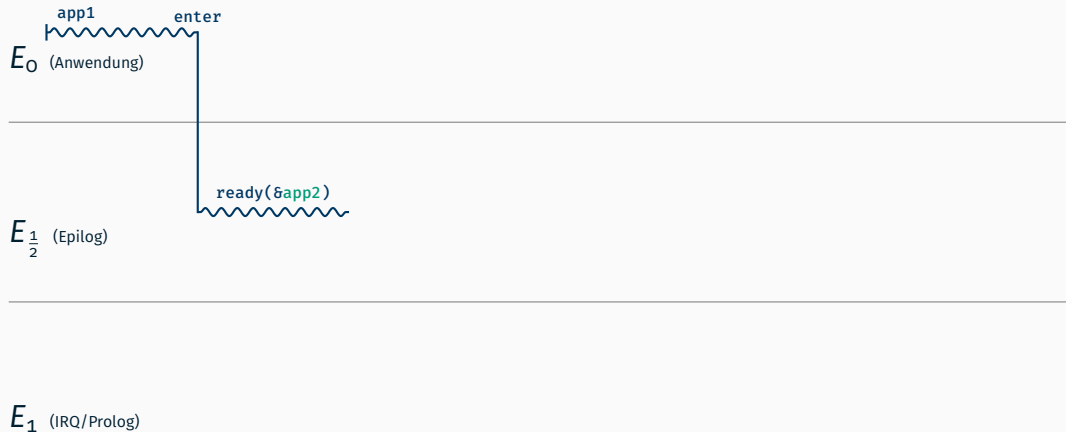 app1
enter
E0 (Anwendung)
ready(&app2)
E1/2 (Epilog)
E1 (IRQ/Prolog)